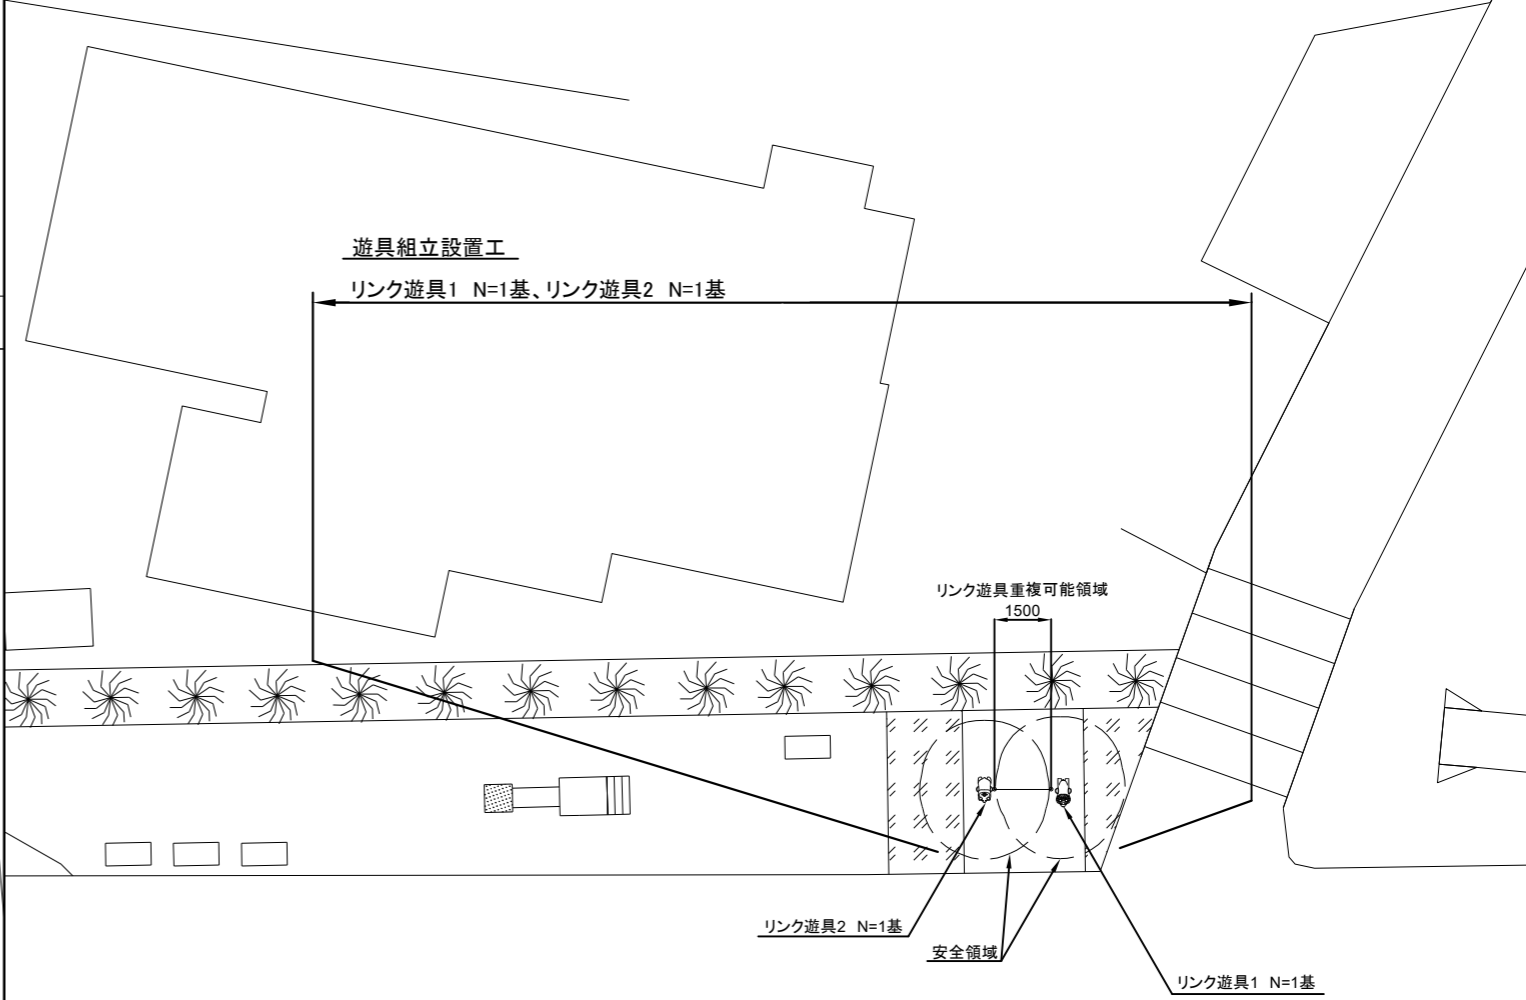 遊具組立設置工
リンク遊具1 N=1基、リンク遊具2 N=1基
リンク遊具重複可能領域
1500
リンク遊具2 N=1基
安全領域
リンク遊具1 N=1基